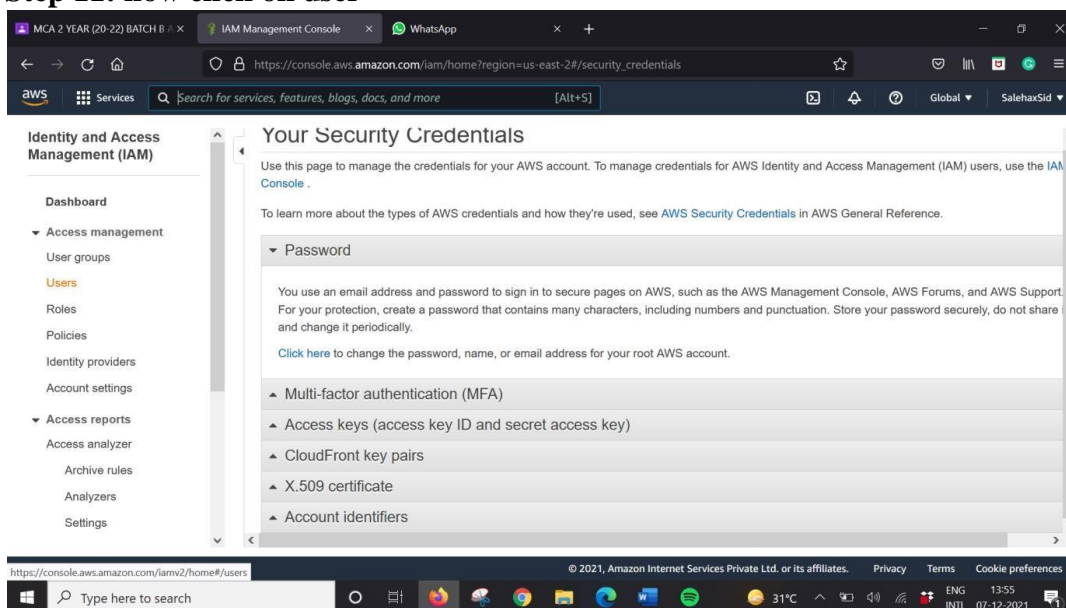 MCA 2 YEAR (20-22) BATCH B A
IAM Management Console
WhatsApp
https://console.aws.amazon.com/iam/home?region=us-east-2#/security_credentials
aws
Services
Search for services, features, blogs, docs, and more
[Alt+S]
Global
SalehaxSid
Identity and Access
Management (IAM)
Dashboard
Access management
User groups
Users
Roles
Policies
Identity providers
Account settings
Access reports
Access analyzer
Archive rules
Analyzers
Settings
Your Security Credentials
Use this page to manage the credentials for your AWS account. To manage credentials for AWS Identity and Access Management (IAM) users, use the IAM
Console .
To learn more about the types of AWS credentials and how they're used, see AWS Security Credentials in AWS General Reference.
Password
You use an email address and password to sign in to secure pages on AWS, such as the AWS Management Console, AWS Forums, and AWS Support.
For your protection, create a password that contains many characters, including numbers and punctuation. Store your password securely, do not share
and change it periodically.
Click here to change the password, name, or email address for your root AWS account.
Multi-factor authentication (MFA)
Access keys (access key ID and secret access key)
CloudFront key pairs
X.509 certificate
Account identifiers
https://console.aws.amazon.com/iamv2/home#/users
© 2021, Amazon Internet Services Private Ltd. or its affiliates.
Privacy
Terms
Cookie preferences
Type here to search
31°C
ENG
INTL
13:55
07-12-2021